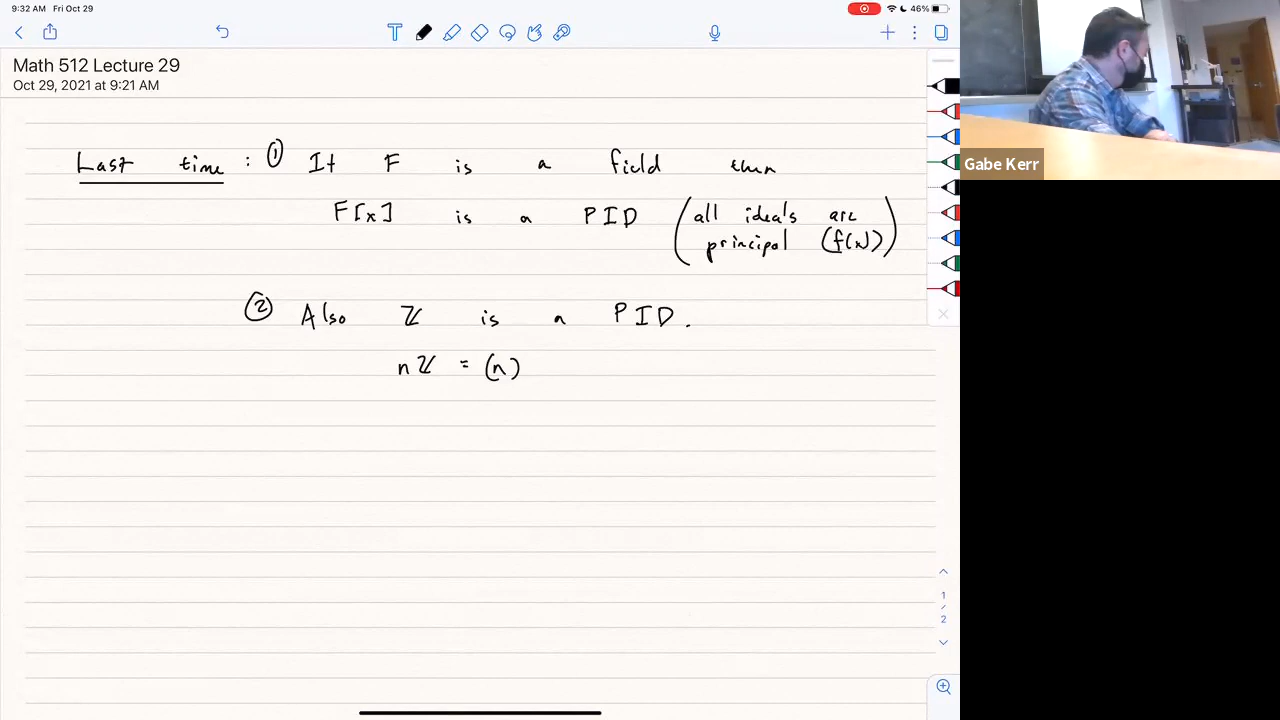 9:32 AM Fri Oct 29
46%
Math 512 Lecture 29
Oct 29, 2021 at 9:21 AM
Last time : ① If F is a field then
F[x] is a PID (all ideals are
principal (f(x)))
② Also ℤ is a PID.
nℤ = (n)
1
/
2
Gabe Kerr